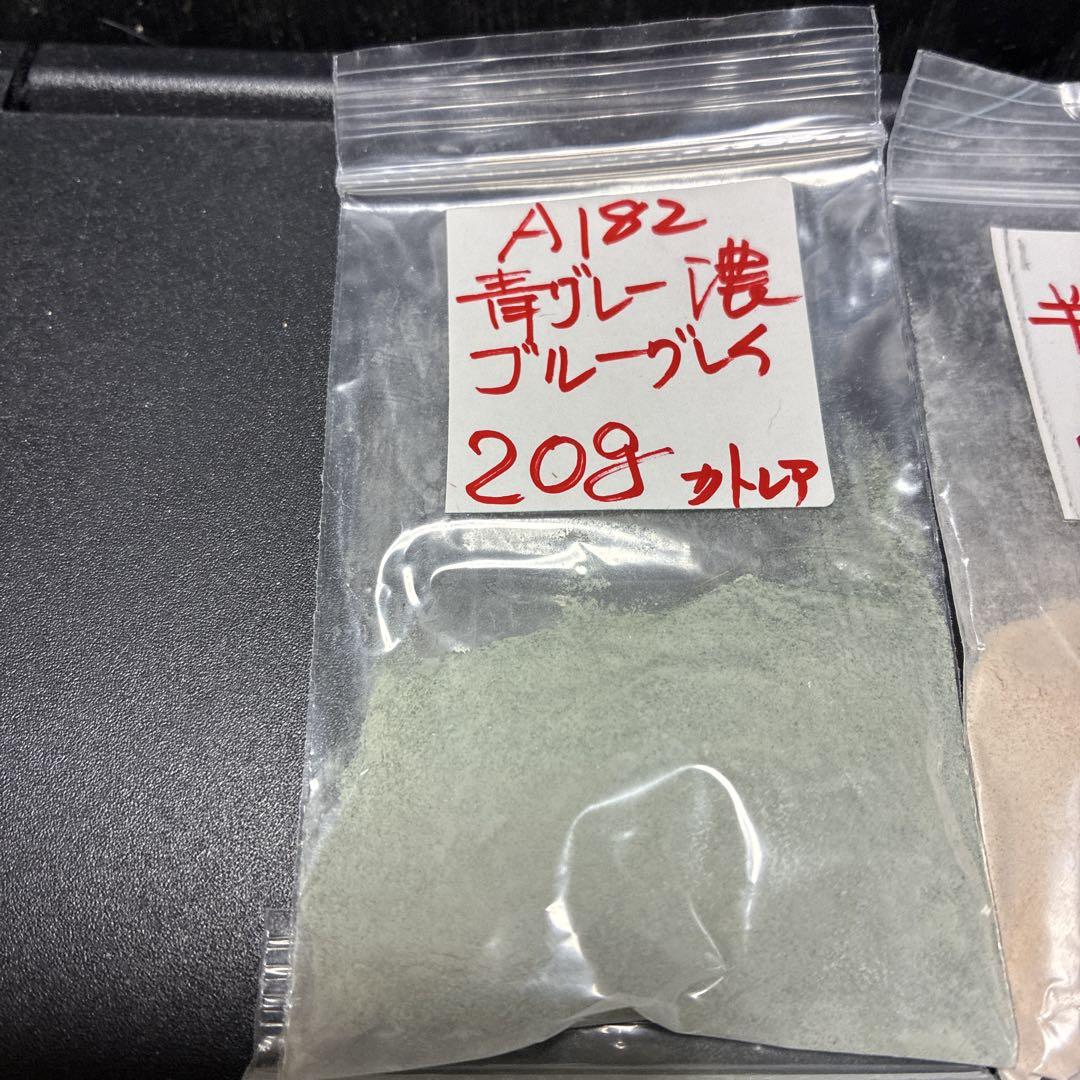 A182
青グレー 濃
ブルーグレイ
20g カトレア